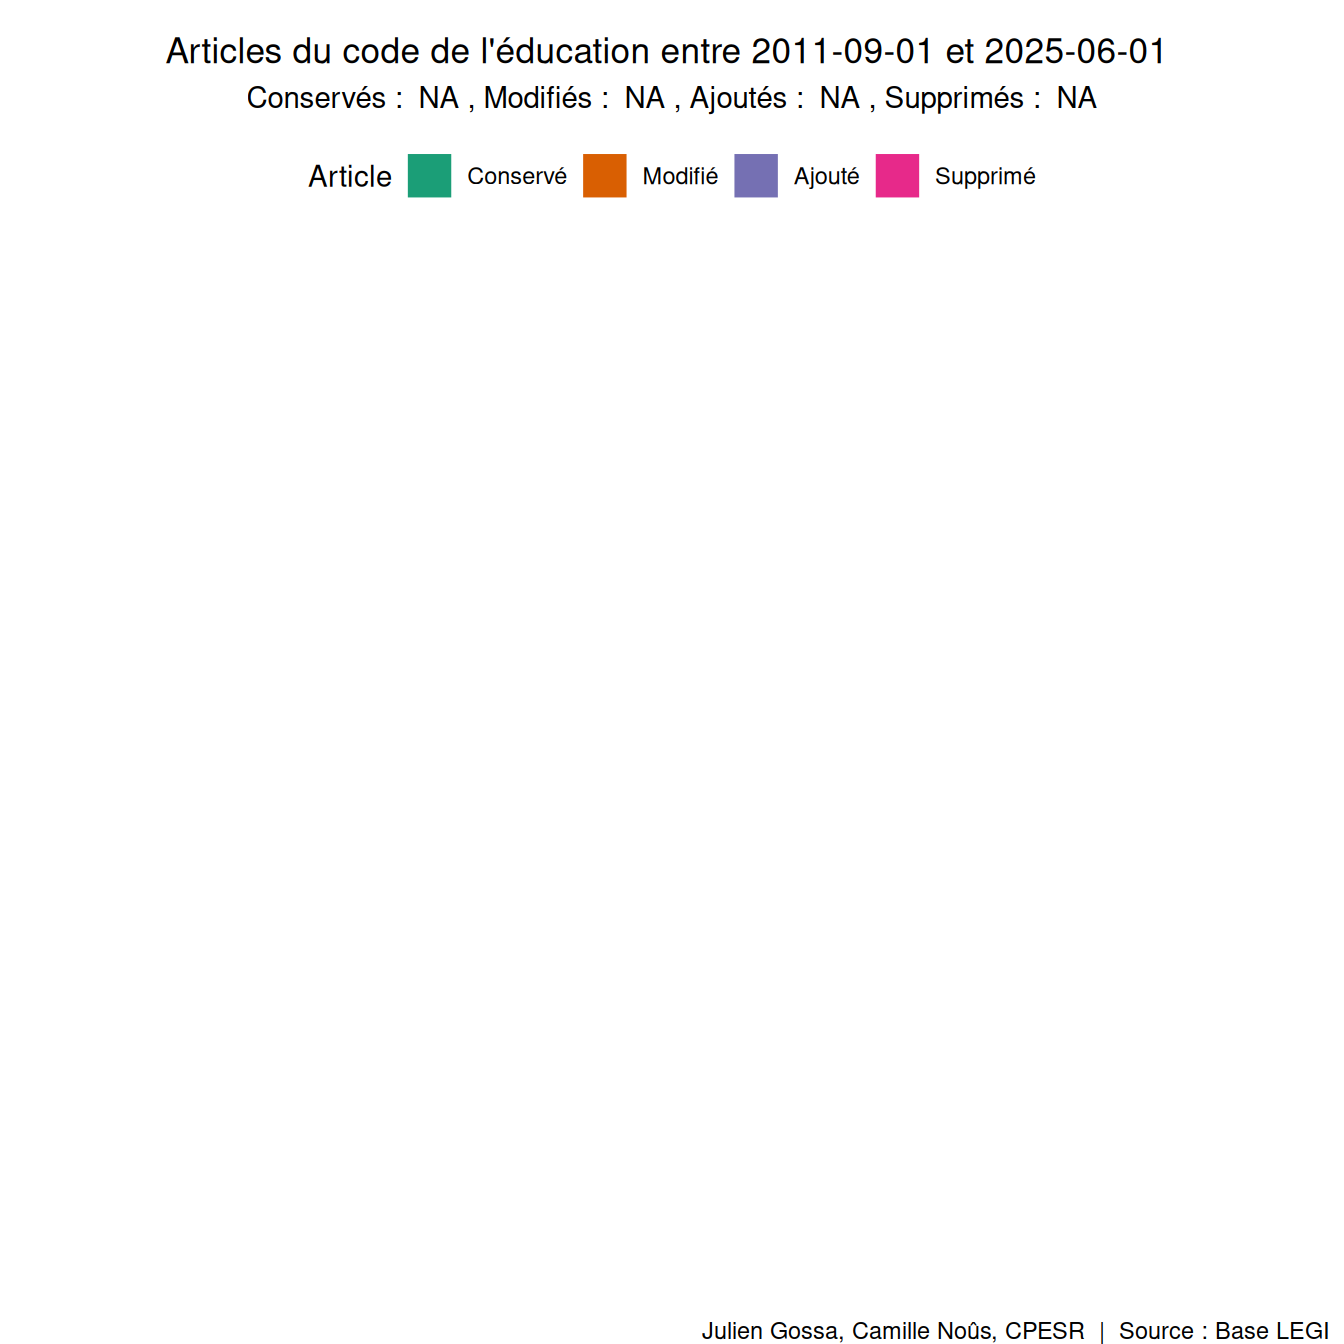 Articles du code de l'éducation entre 2011-09-01 et 2025-06-01
Conservés :  NA , Modifiés :  NA , Ajoutés :  NA , Supprimés :  NA
Article Conservé Modifié Ajouté Supprimé
Julien Gossa, Camille Noûs, CPESR | Source : Base LEGI